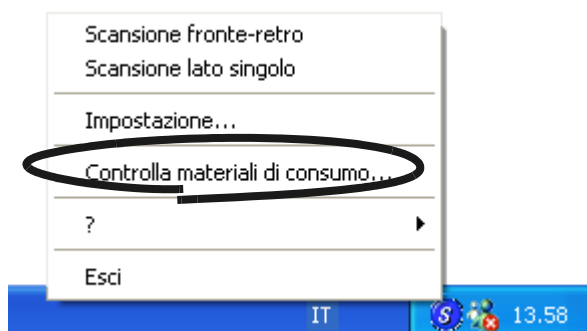 Scansione fronte-retro
Scansione lato singolo
Impostazione...
Controlla materiali di consumo...
?
Esci
IT
S
13.58